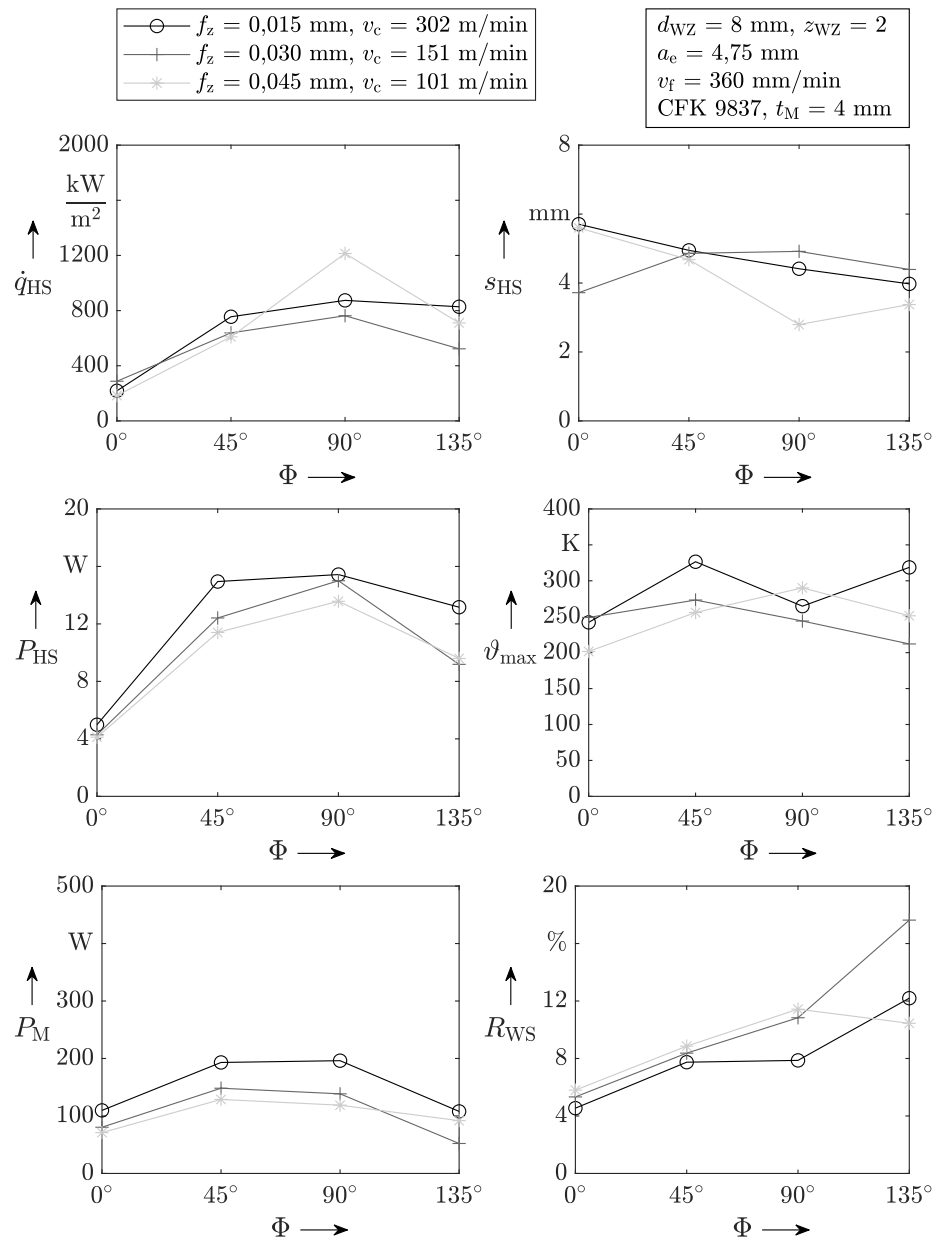 f_z = 0,015 mm, v_c = 302 m/min
f_z = 0,030 mm, v_c = 151 m/min
f_z = 0,045 mm, v_c = 101 m/min
d_WZ = 8 mm, z_WZ = 2
a_e = 4,75 mm
v_f = 360 mm/min
CFK 9837, t_M = 4 mm
2000
kW
m²
1200
q̇_HS
800
400
0
0° 45° 90° 135°
Φ
8
mm
s_HS
4
2
0
0° 45° 90° 135°
Φ
20
W
12
P_HS
8
4
0
0° 45° 90° 135°
Φ
400
K
300
250
ϑ_max
200
150
100
50
0
0° 45° 90° 135°
Φ
500
W
300
P_M
200
100
0
0° 45° 90° 135°
Φ
20
%
12
R_WS
8
4
0
0° 45° 90° 135°
Φ